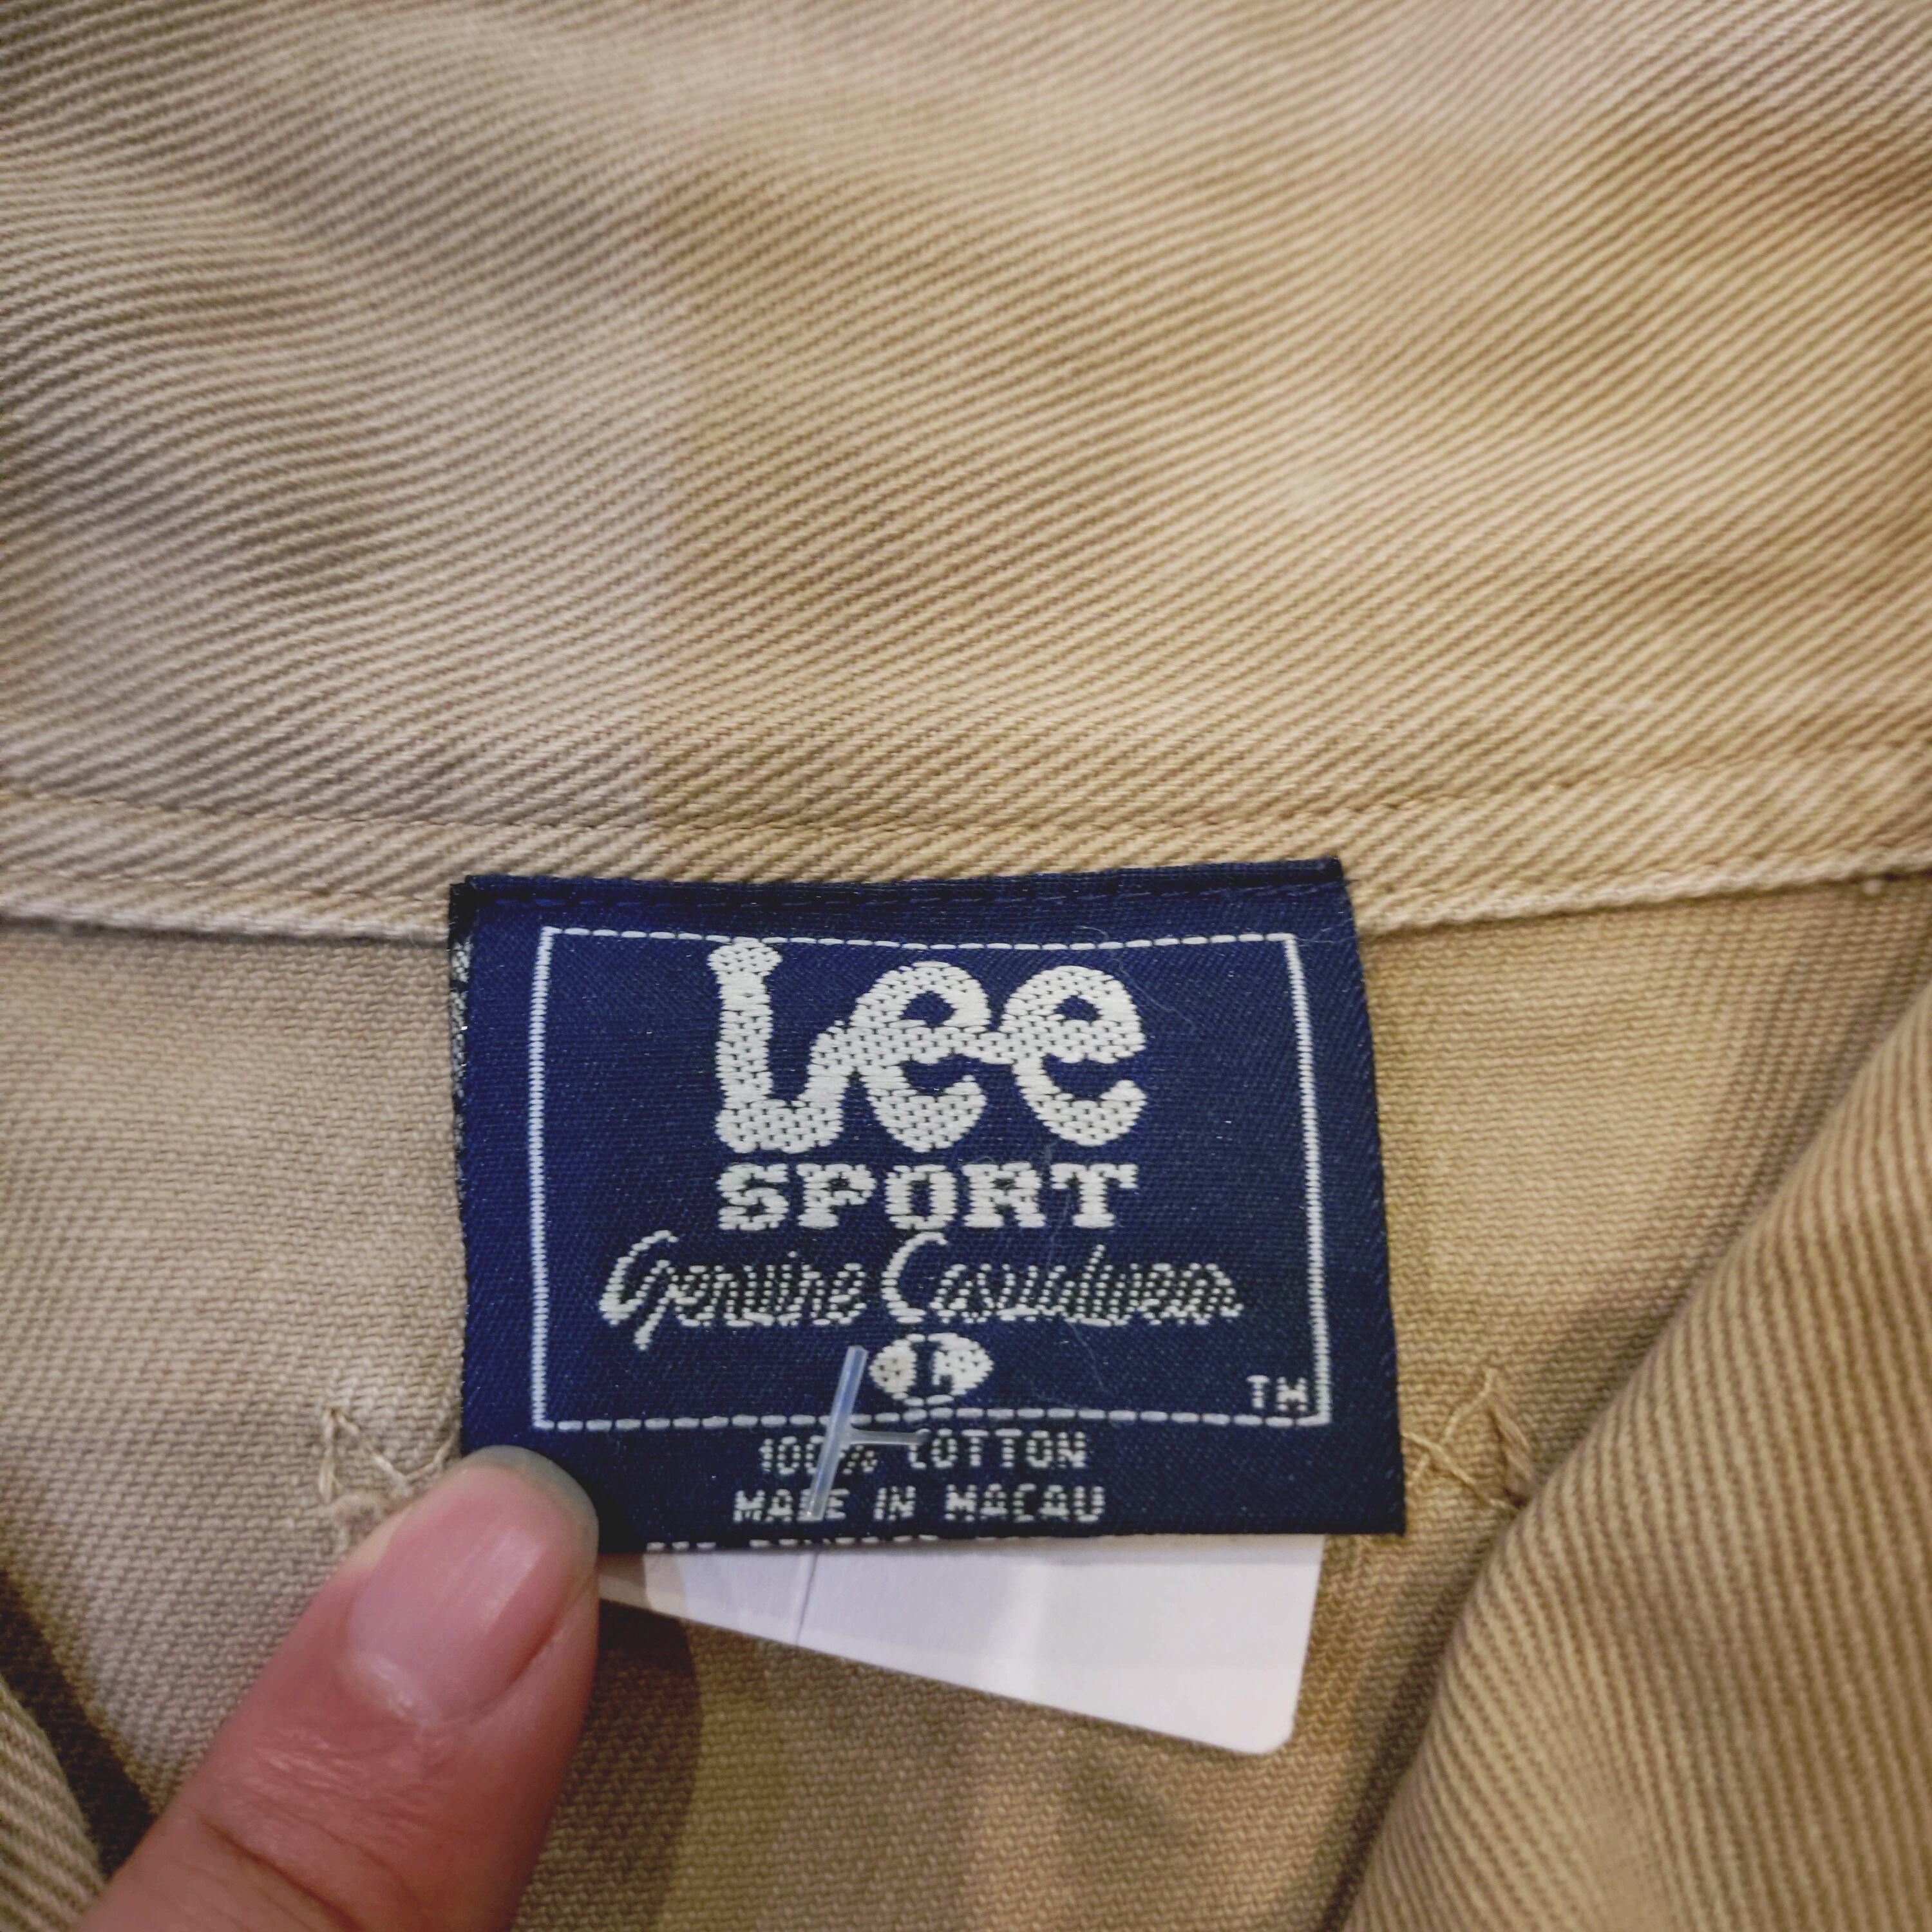 Lee
SPORT
Genuine Casualwear
TM
100% COTTON
MADE IN MACAU